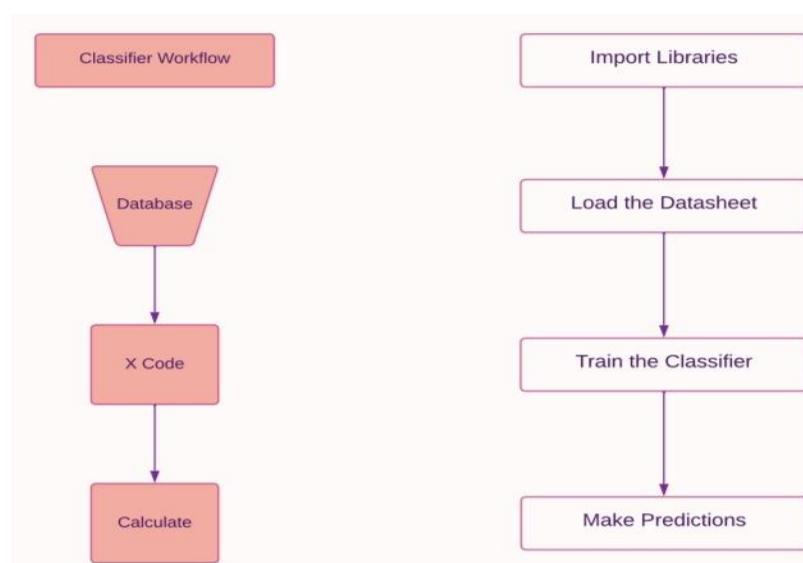 Classifier Workflow
Database
X Code
Calculate
Import Libraries
Load the Datasheet
Train the Classifier
Make Predictions